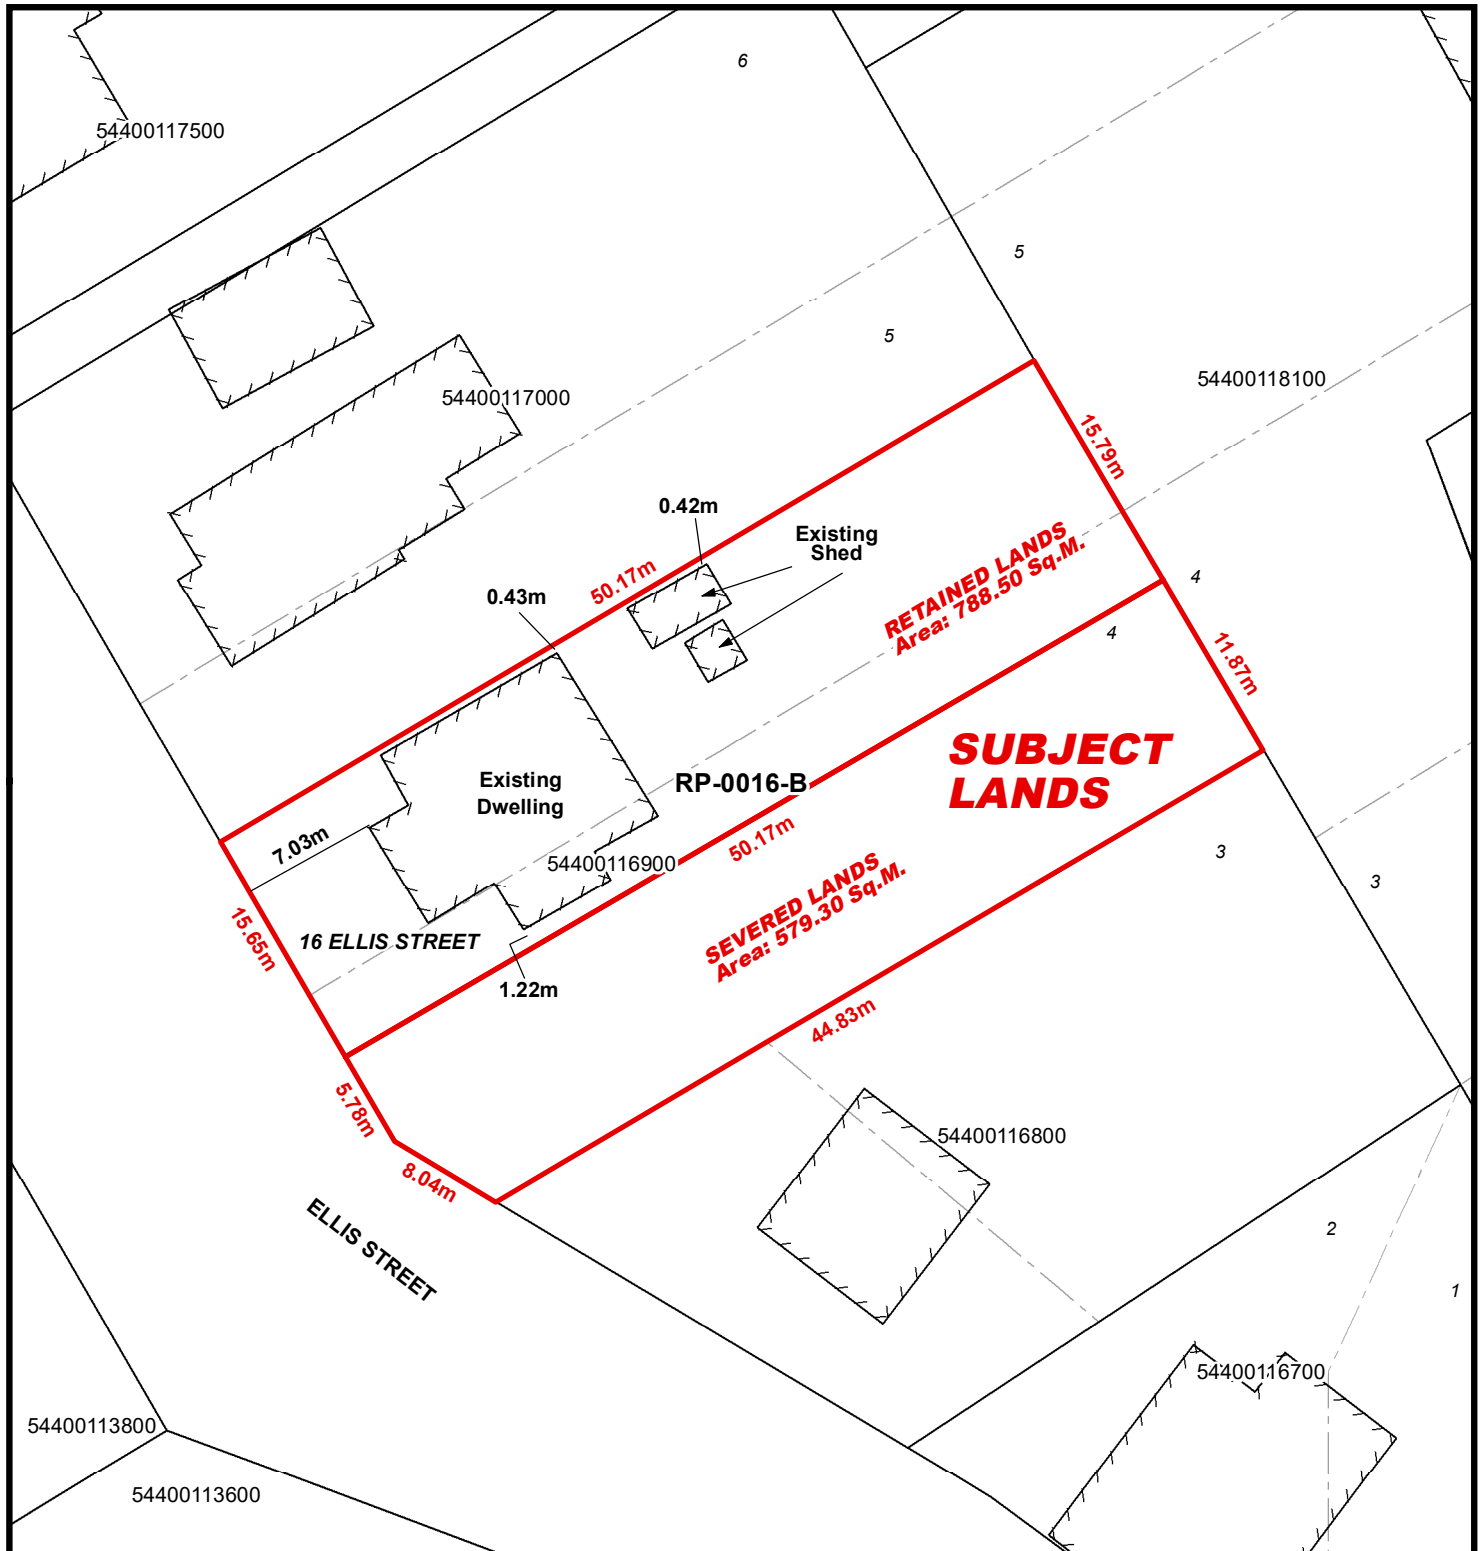 6
54400117500
5
5
54400118100
54400117000
15.79m
0.42m
Existing
Shed
RETAINED LANDS
Area: 788.50 Sq.M.
50.17m
0.43m
4
4
11.87m
SUBJECT
LANDS
Existing
Dwelling
RP-0016-B
7.03m
50.17m
54400116900
3
3
SEVERED LANDS
Area: 579.30 Sq.M.
15.65m
16 ELLIS STREET
1.22m
44.83m
5.78m
54400116800
8.04m
ELLIS STREET
2
1
54400116700
54400113800
54400113600